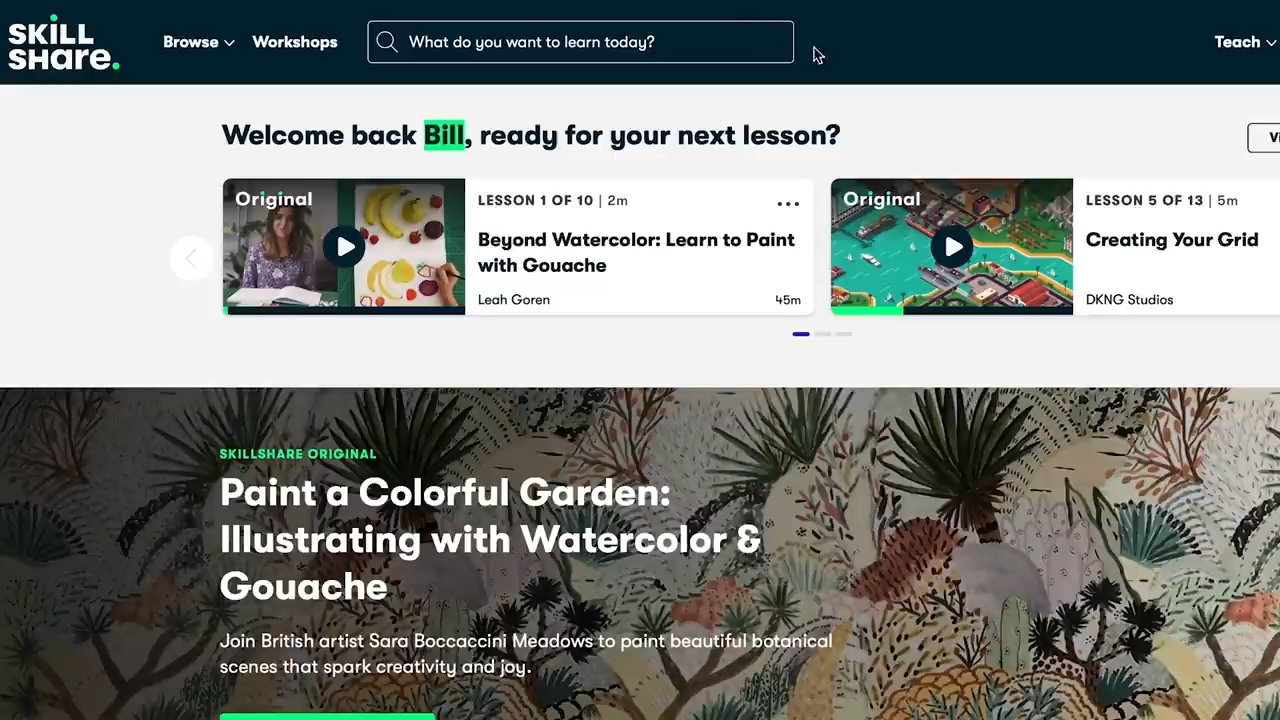 SKILL
SHARE.
Browse
Workshops
What do you want to learn today?
Teach
Welcome back Bill, ready for your next lesson?
Original
LESSON 1 OF 10 | 2m
Beyond Watercolor: Learn to Paint
with Gouache
Leah Goren
45m
Original
LESSON 5 OF 13 | 5m
Creating Your Grid
DKNG Studios
SKILLSHARE ORIGINAL
Paint a Colorful Garden:
Illustrating with Watercolor &
Gouache
Join British artist Sara Boccaccini Meadows to paint beautiful botanical
scenes that spark creativity and joy.